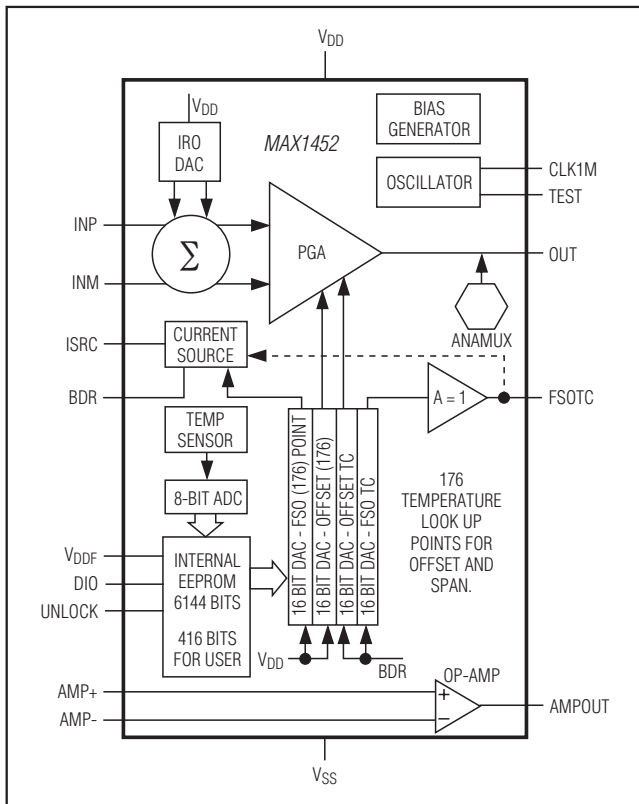 VDD
VDD
IRO
DAC
MAX1452
BIAS
GENERATOR
OSCILLATOR
CLK1M
TEST
INP
INM
Σ
PGA
OUT
ANAMUX
ISRC
BDR
CURRENT
SOURCE
A = 1
FSOTC
TEMP
SENSOR
8-BIT ADC
16 BIT DAC - FSO (176) POINT
16 BIT DAC - OFFSET (176)
16 BIT DAC - OFFSET TC
16 BIT DAC - FSO TC
176
TEMPERATURE
LOOK UP
POINTS FOR
OFFSET AND
SPAN.
VDDF
DIO
UNLOCK
INTERNAL
EEPROM
6144 BITS
416 BITS
FOR USER
VDD
BDR
OP-AMP
AMP+
AMP-
+
−
AMPOUT
VSS